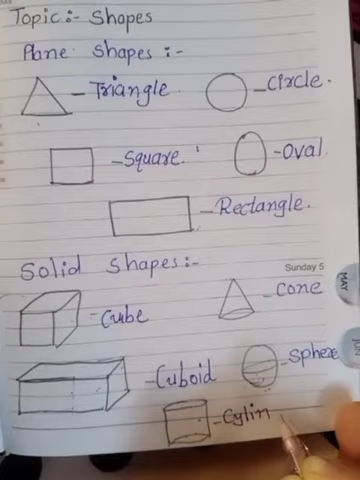 Topic:- Shapes
Plane Shapes:-
-Triangle. -Circle.
-Square. -Oval
-Rectangle.
Solid Shapes:-
Sunday 5
MAY
-Cube -Cone
-Cuboid -Sphere
JUN
-Cylin